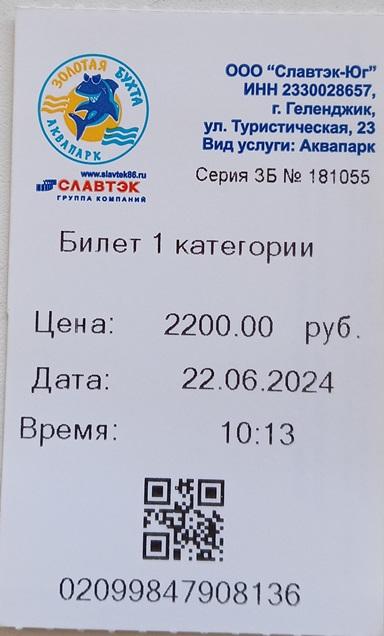 ЗОЛОТАЯ БУХТА
АКВАПАРК
www.slavtek86.ru
СЛАВТЭК
ГРУППА КОМПАНИЙ
ООО "Славтэк-Юг"
ИНН 2330028657,
г. Геленджик,
ул. Туристическая, 23
Вид услуги: Аквапарк
Серия ЗБ № 181055
Билет 1 категории
Цена: 2200.00 руб.
Дата: 22.06.2024
Время: 10:13
02099847908136